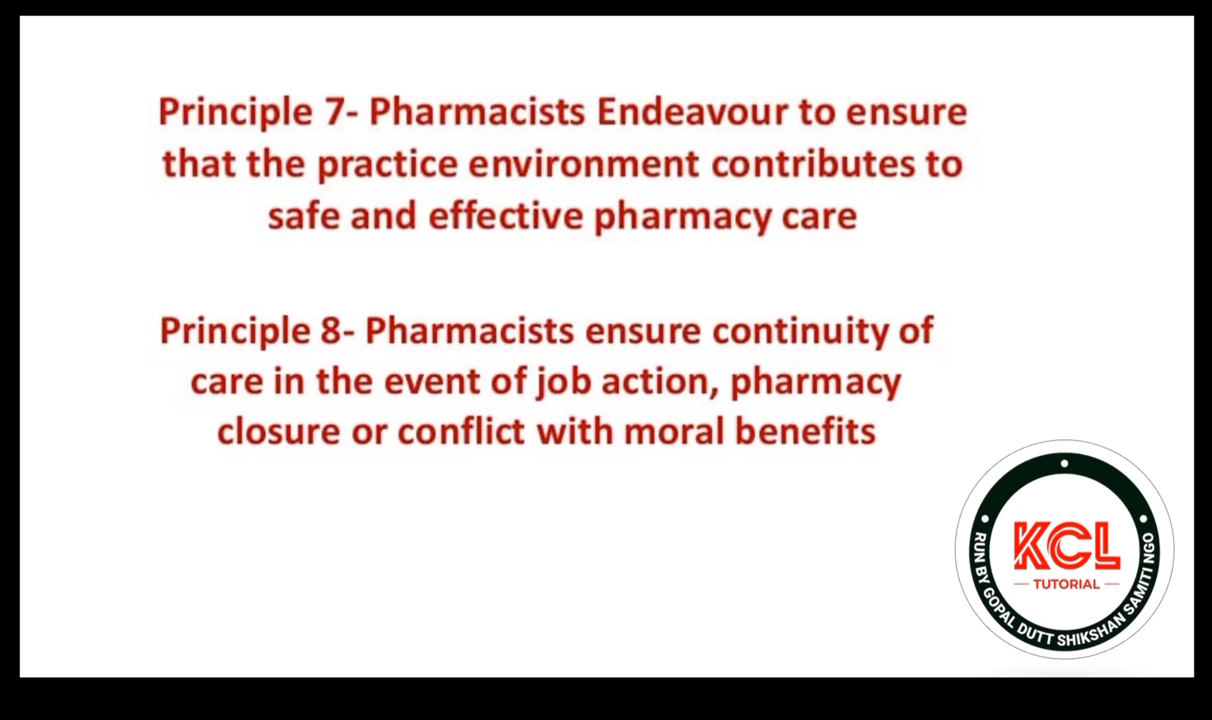 Principle 7- Pharmacists Endeavour to ensure
that the practice environment contributes to
safe and effective pharmacy care
Principle 8- Pharmacists ensure continuity of
care in the event of job action, pharmacy
closure or conflict with moral benefits
KCL
TUTORIAL
RUN BY GOPAL DUTT SHIKSHAN SAMITI NGO